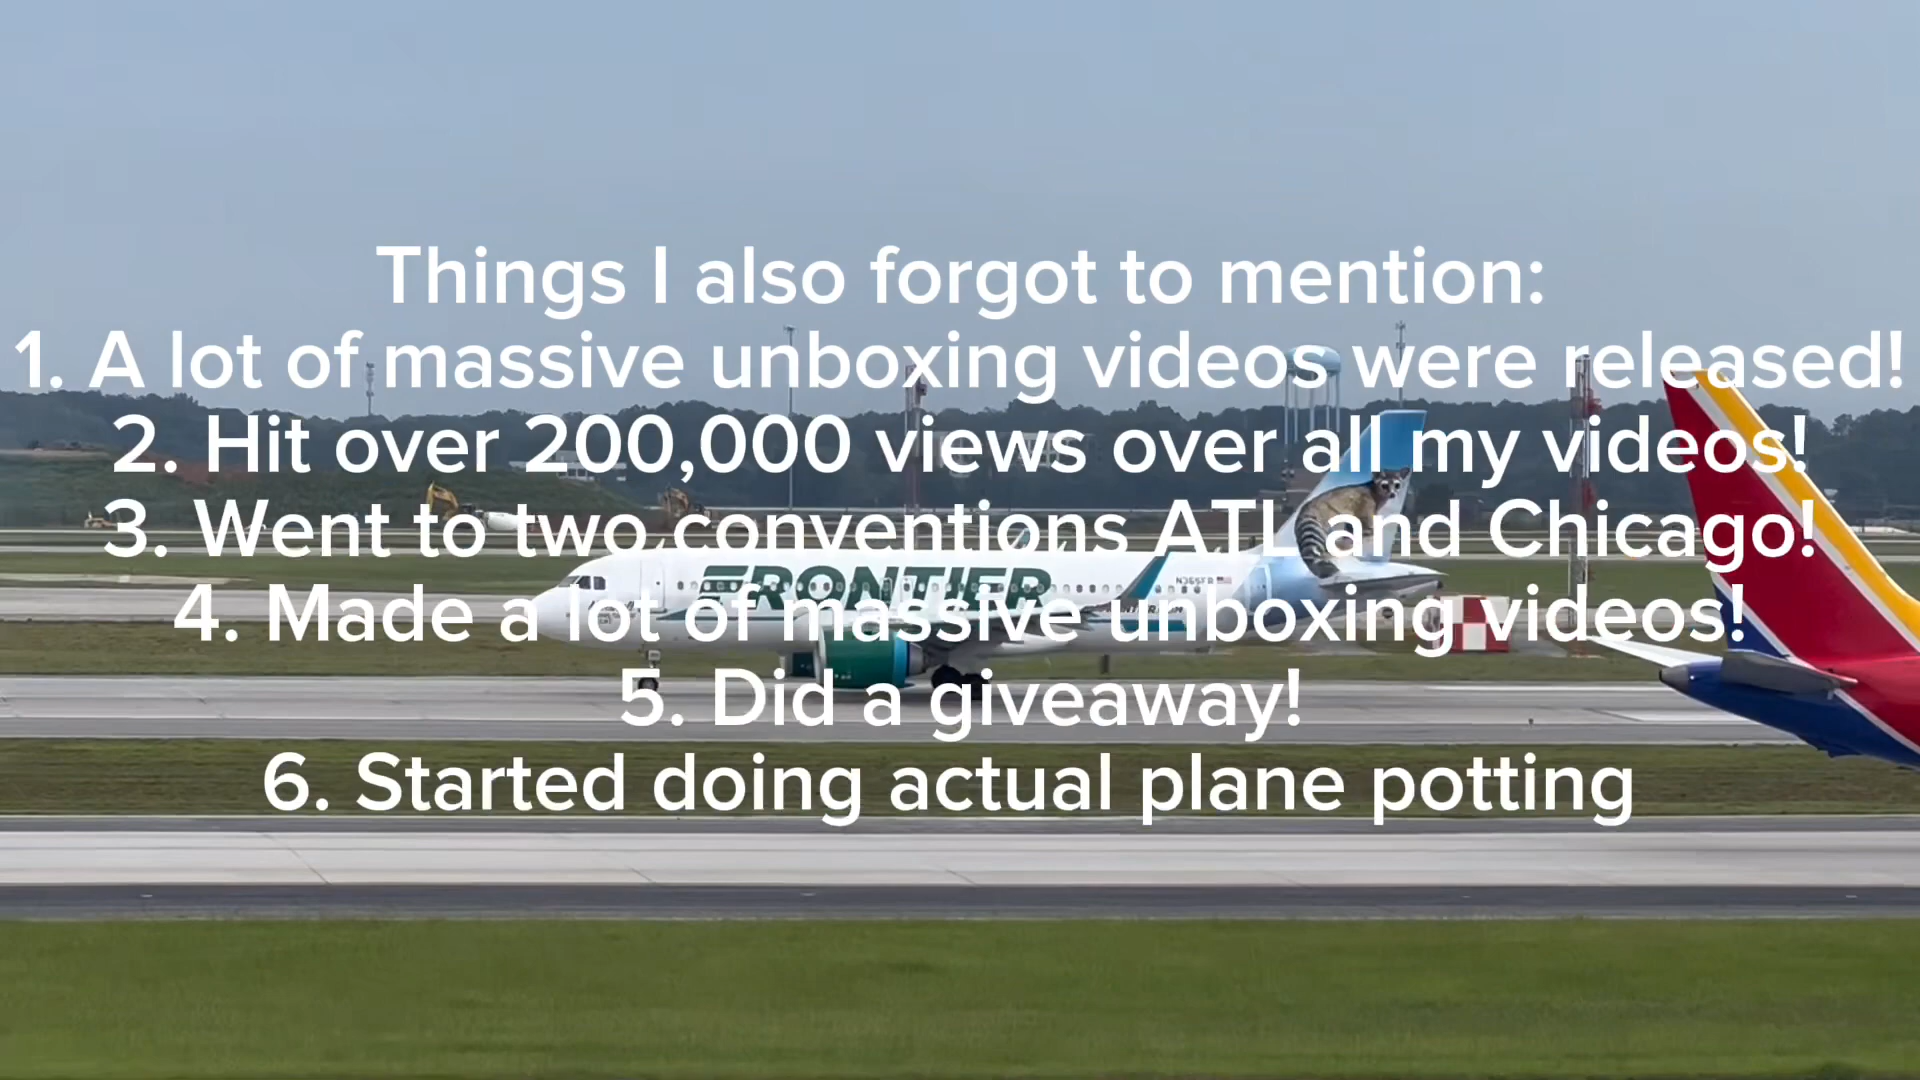 Things I also forgot to mention:
1. A lot of massive unboxing videos were released!
2. Hit over 200,000 views over all my videos!
3. Went to two conventions ATL and Chicago!
4. Made a lot of massive unboxing videos!
5. Did a giveaway!
6. Started doing actual plane potting
FRONTIER
N365FR